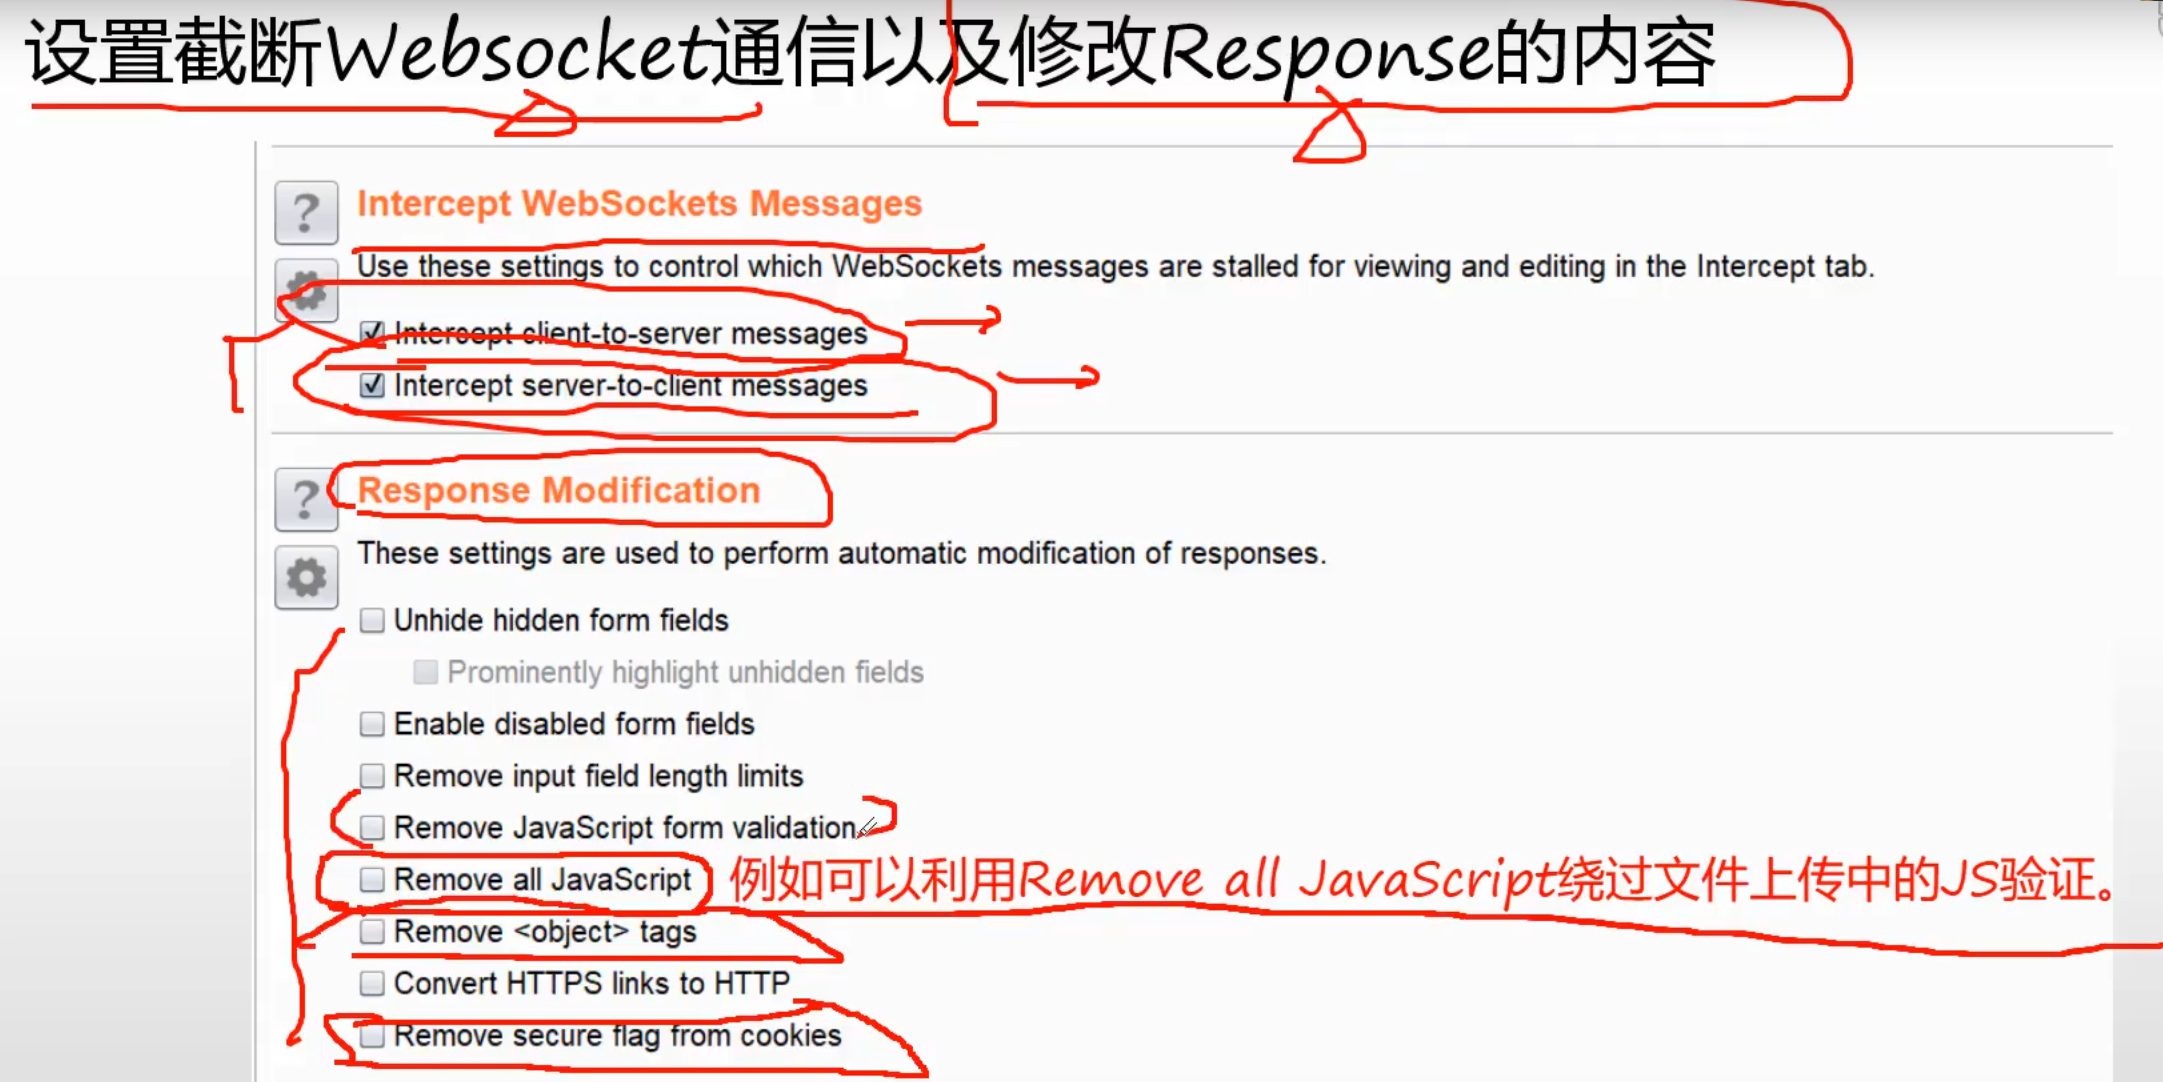 设置截断Websocket通信以及修改Response的内容
Intercept WebSockets Messages
Use these settings to control which WebSockets messages are stalled for viewing and editing in the Intercept tab.
Intercept client-to-server messages
Intercept server-to-client messages
Response Modification
These settings are used to perform automatic modification of responses.
Unhide hidden form fields
Prominently highlight unhidden fields
Enable disabled form fields
Remove input field length limits
Remove JavaScript form validation
Remove all JavaScript 例如可以利用Remove all JavaScript绕过文件上传中的JS验证。
Remove <object> tags
Convert HTTPS links to HTTP
Remove secure flag from cookies